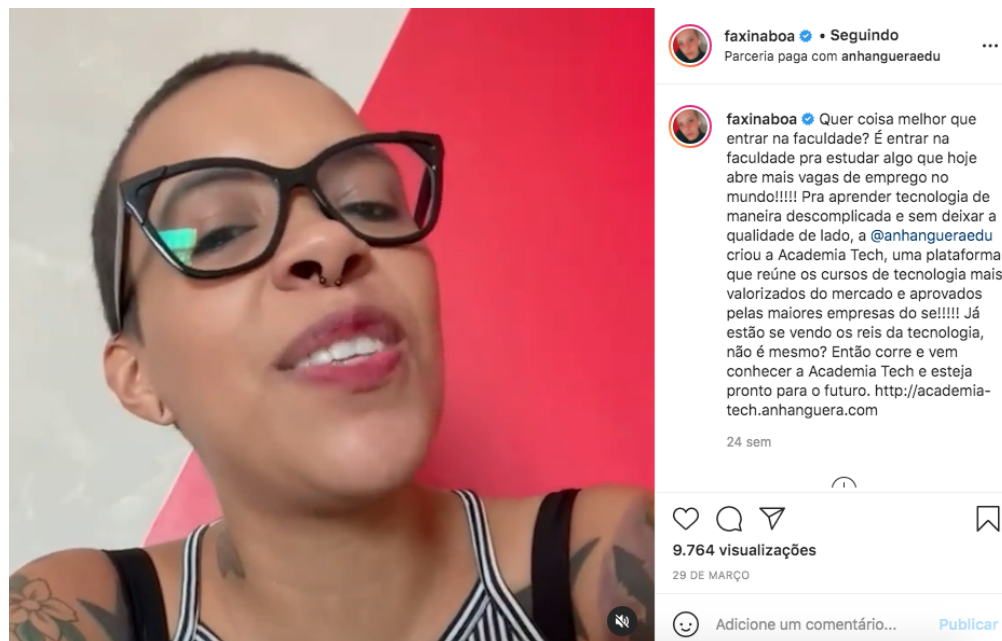 faxinaboa • Seguindo
Parceria paga com anhangueraedu
...
faxinaboa Quer coisa melhor que
entrar na faculdade? É entrar na
faculdade pra estudar algo que hoje
abre mais vagas de emprego no
mundo!!!!! Pra aprender tecnologia de
maneira descomplicada e sem deixar a
qualidade de lado, a @anhangueraedu
criou a Academia Tech, uma plataforma
que reúne os cursos de tecnologia mais
valorizados do mercado e aprovados
pelas maiores empresas do se!!!!! Já
estão se vendo os reis da tecnologia,
não é mesmo? Então corre e vem
conhecer a Academia Tech e esteja
pronto para o futuro. http://academia-
tech.anhanguera.com
24 sem
9.764 visualizações
29 DE MARÇO
Adicione um comentário... Publicar